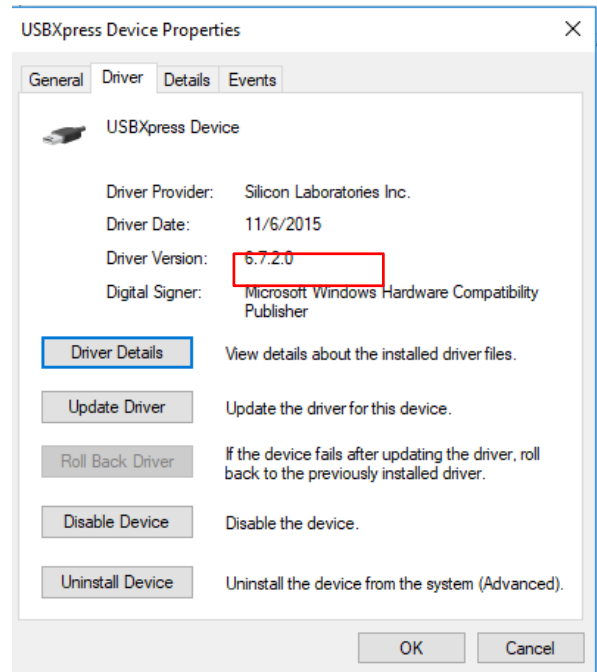 USBXpress Device Properties
General Driver Details Events
USBXpress Device
Driver Provider: Silicon Laboratories Inc.
Driver Date: 11/6/2015
Driver Version: 6.7.2.0
Digital Signer: Microsoft Windows Hardware Compatibility
Publisher
Driver Details View details about the installed driver files.
Update Driver Update the driver for this device.
Roll Back Driver If the device fails after updating the driver, roll
back to the previously installed driver.
Disable Device Disable the device.
Uninstall Device Uninstall the device from the system (Advanced).
OK Cancel